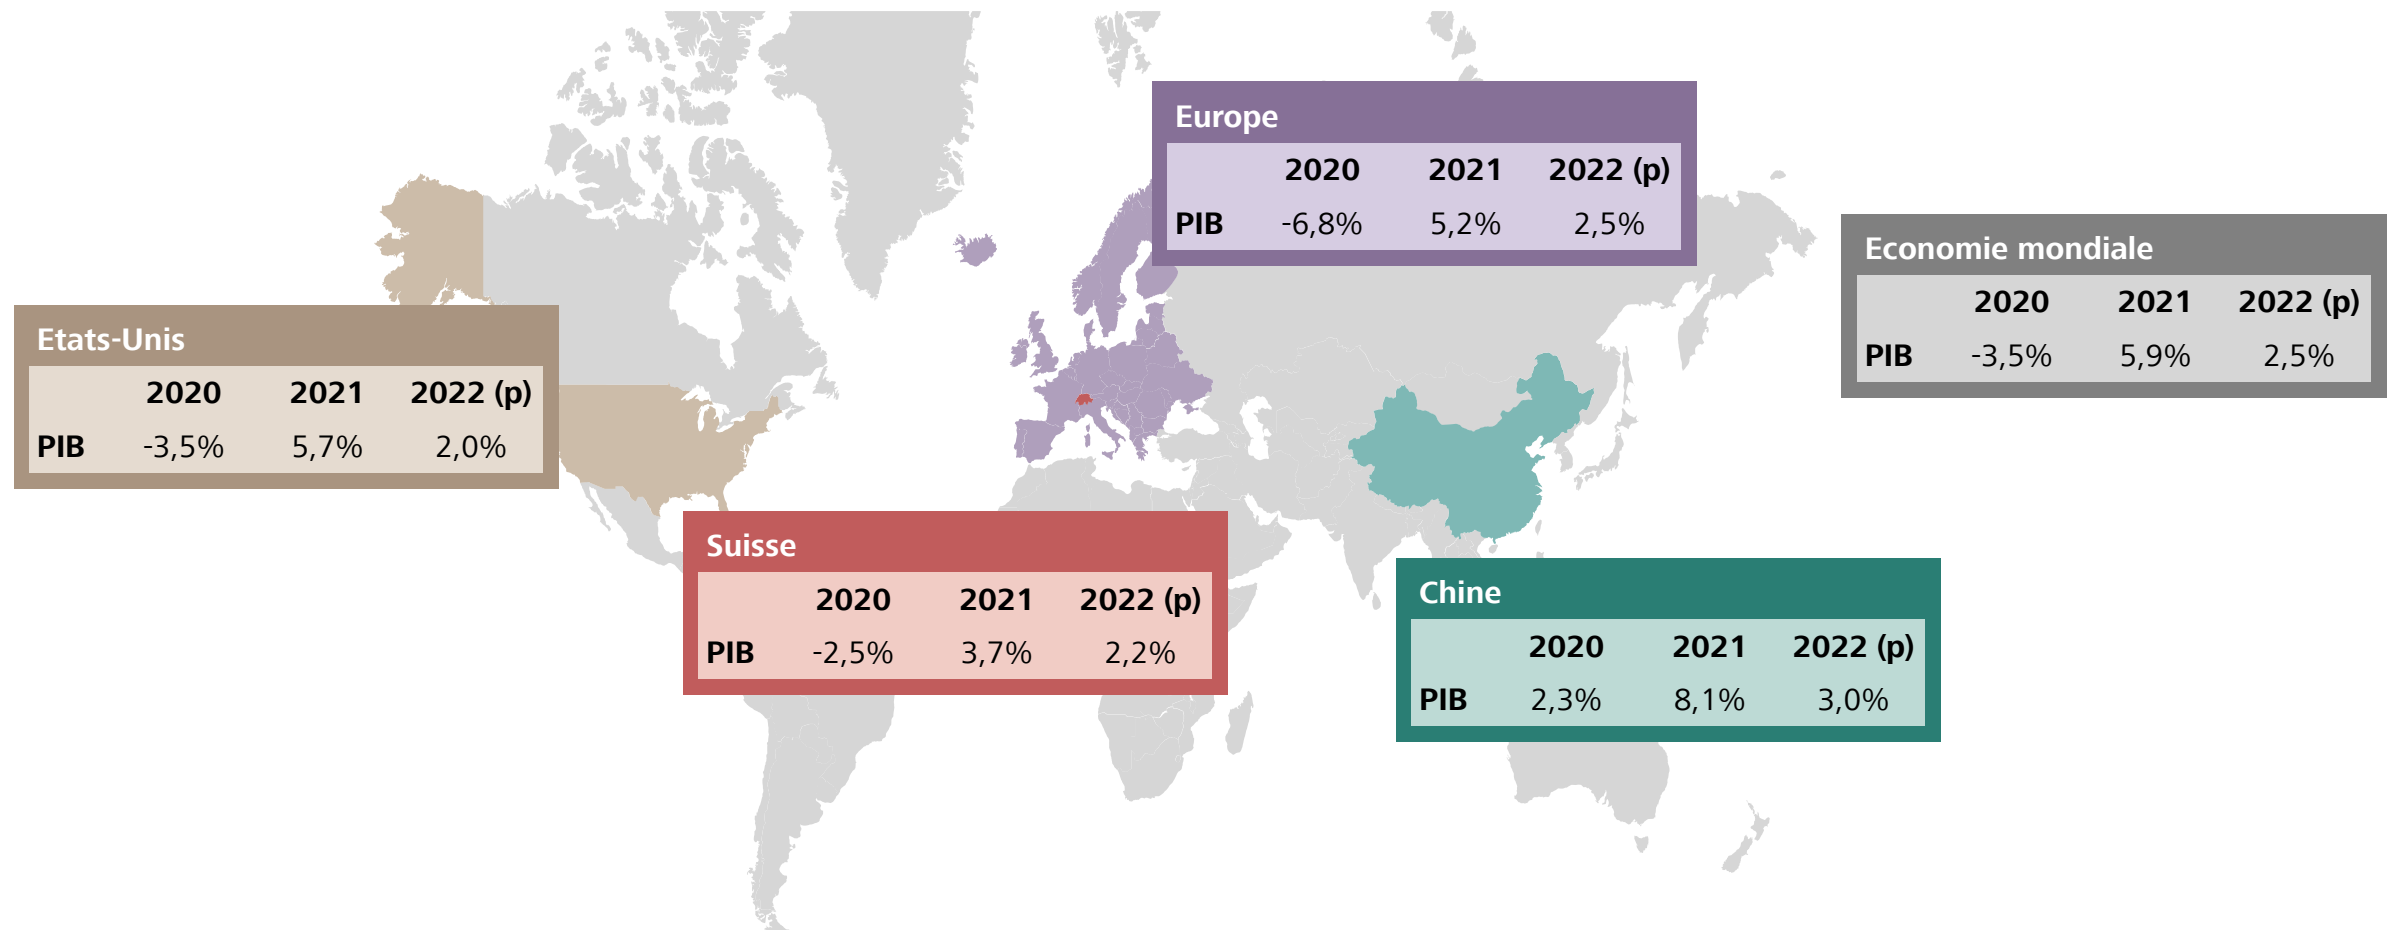 Europe
2020 2021 2022 (p)
PIB -6,8% 5,2% 2,5%
Economie mondiale
2020 2021 2022 (p)
PIB -3,5% 5,9% 2,5%
Etats-Unis
2020 2021 2022 (p)
PIB -3,5% 5,7% 2,0%
Suisse
2020 2021 2022 (p)
PIB -2,5% 3,7% 2,2%
Chine
2020 2021 2022 (p)
PIB 2,3% 8,1% 3,0%